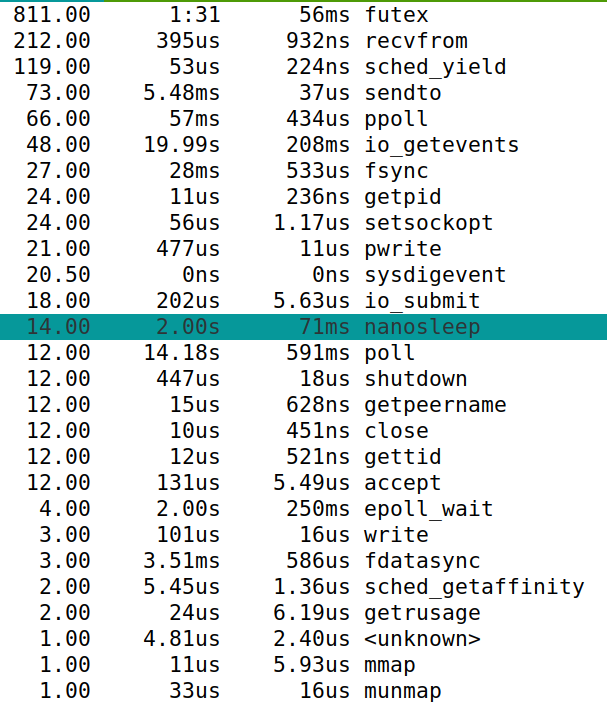 811.00 1:31 56ms futex
212.00 395us 932ns recvfrom
119.00 53us 224ns sched_yield
73.00 5.48ms 37us sendto
66.00 57ms 434us ppoll
48.00 19.99s 208ms io_getevents
27.00 28ms 533us fsync
24.00 11us 236ns getpid
24.00 56us 1.17us setsockopt
21.00 477us 11us pwrite
20.50 0ns 0ns sysdigevent
18.00 202us 5.63us io_submit
14.00 2.00s 71ms nanosleep
12.00 14.18s 591ms poll
12.00 447us 18us shutdown
12.00 15us 628ns getpeername
12.00 10us 451ns close
12.00 12us 521ns gettid
12.00 131us 5.49us accept
4.00 2.00s 250ms epoll_wait
3.00 101us 16us write
3.00 3.51ms 586us fdatasync
2.00 5.45us 1.36us sched_getaffinity
2.00 24us 6.19us getrusage
1.00 4.81us 2.40us <unknown>
1.00 11us 5.93us mmap
1.00 33us 16us munmap